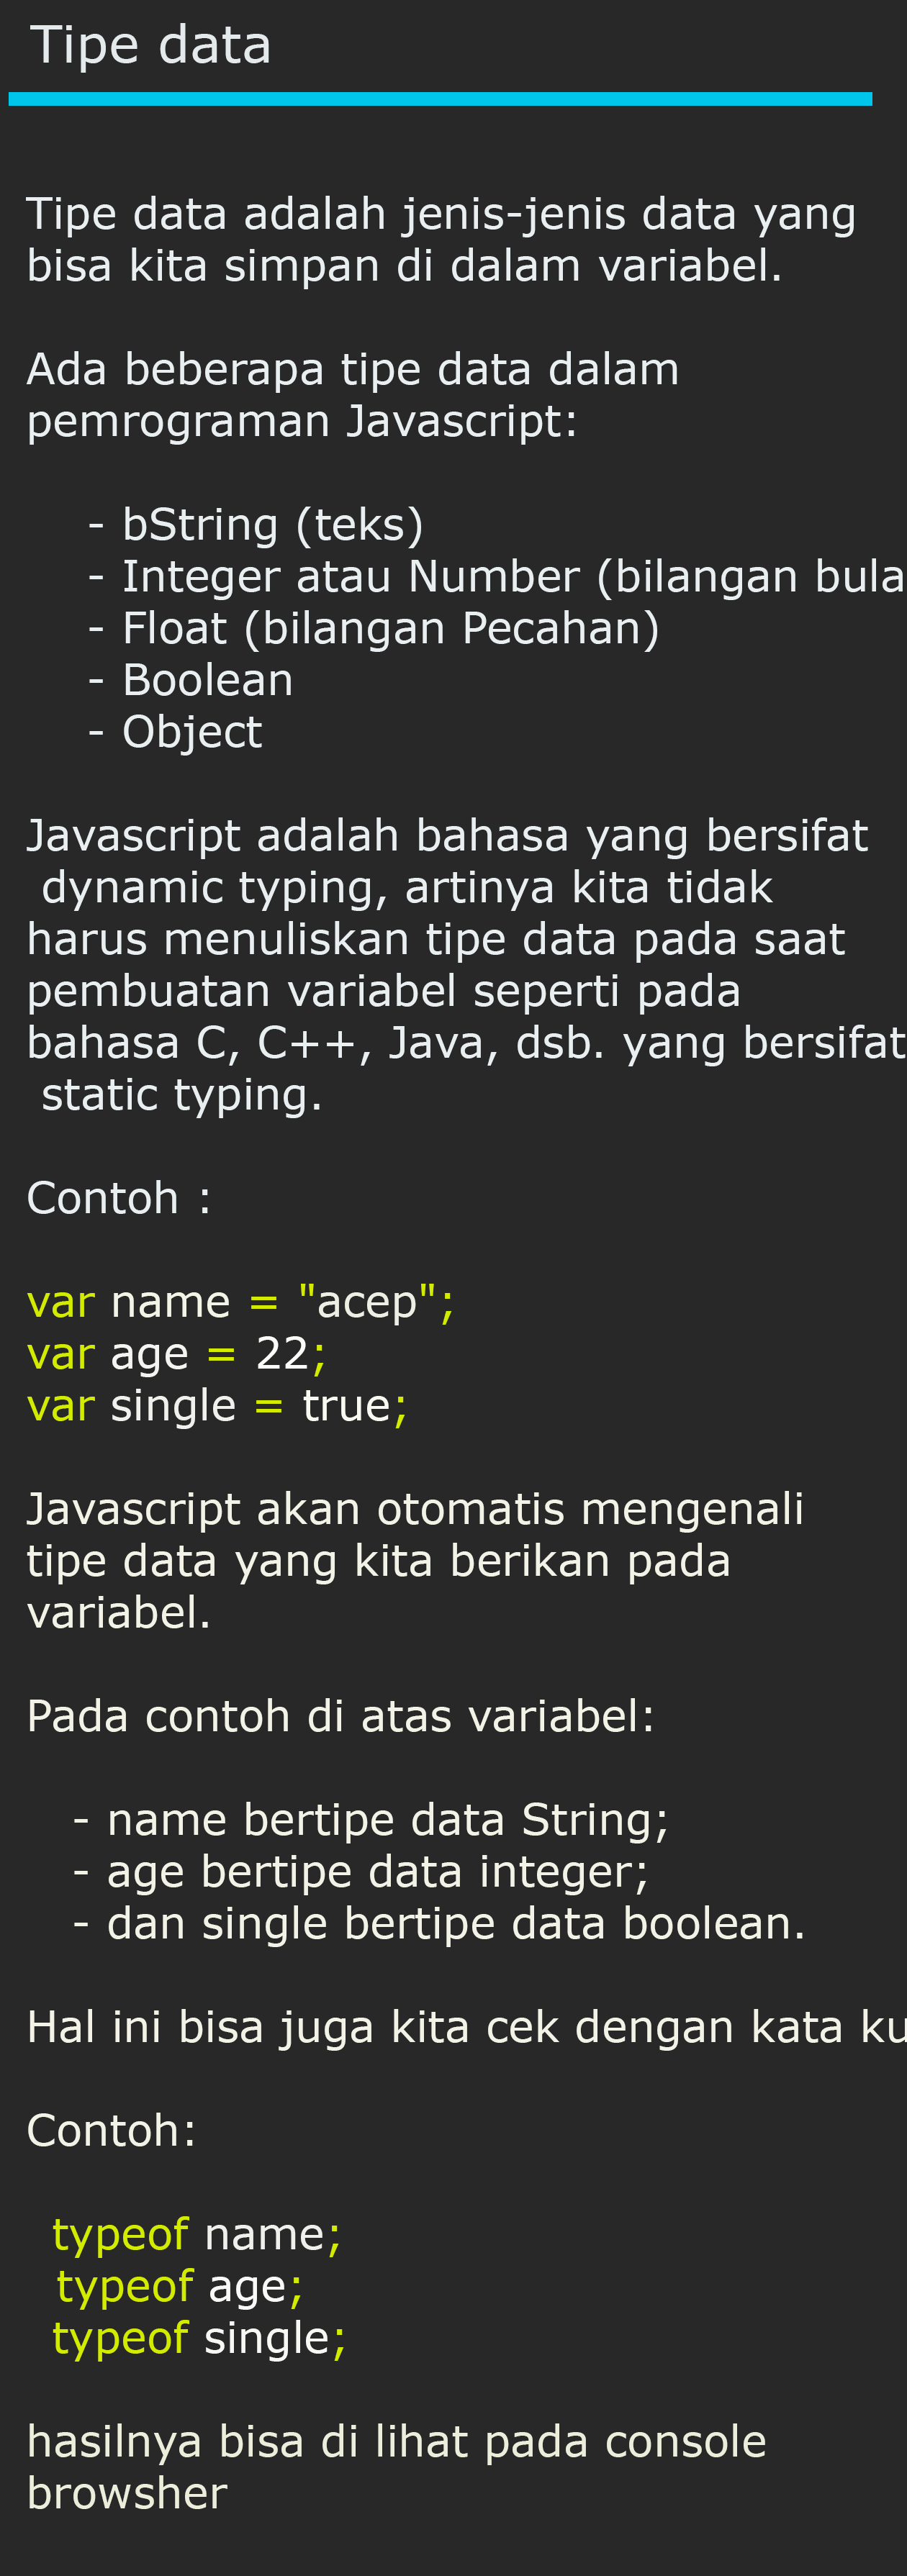 Tipe data
Tipe data adalah jenis-jenis data yang
bisa kita simpan di dalam variabel.
Ada beberapa tipe data dalam
pemrograman Javascript:
- bString (teks)
- Integer atau Number (bilangan bula
- Float (bilangan Pecahan)
- Boolean
- Object
Javascript adalah bahasa yang bersifat
dynamic typing, artinya kita tidak
harus menuliskan tipe data pada saat
pembuatan variabel seperti pada
bahasa C, C++, Java, dsb. yang bersifat
static typing.
Contoh :
var name = "acep";
var age = 22;
var single = true;
Javascript akan otomatis mengenali
tipe data yang kita berikan pada
variabel.
Pada contoh di atas variabel:
- name bertipe data String;
- age bertipe data integer;
- dan single bertipe data boolean.
Hal ini bisa juga kita cek dengan kata ku
Contoh:
typeof name;
typeof age;
typeof single;
hasilnya bisa di lihat pada console
browsher